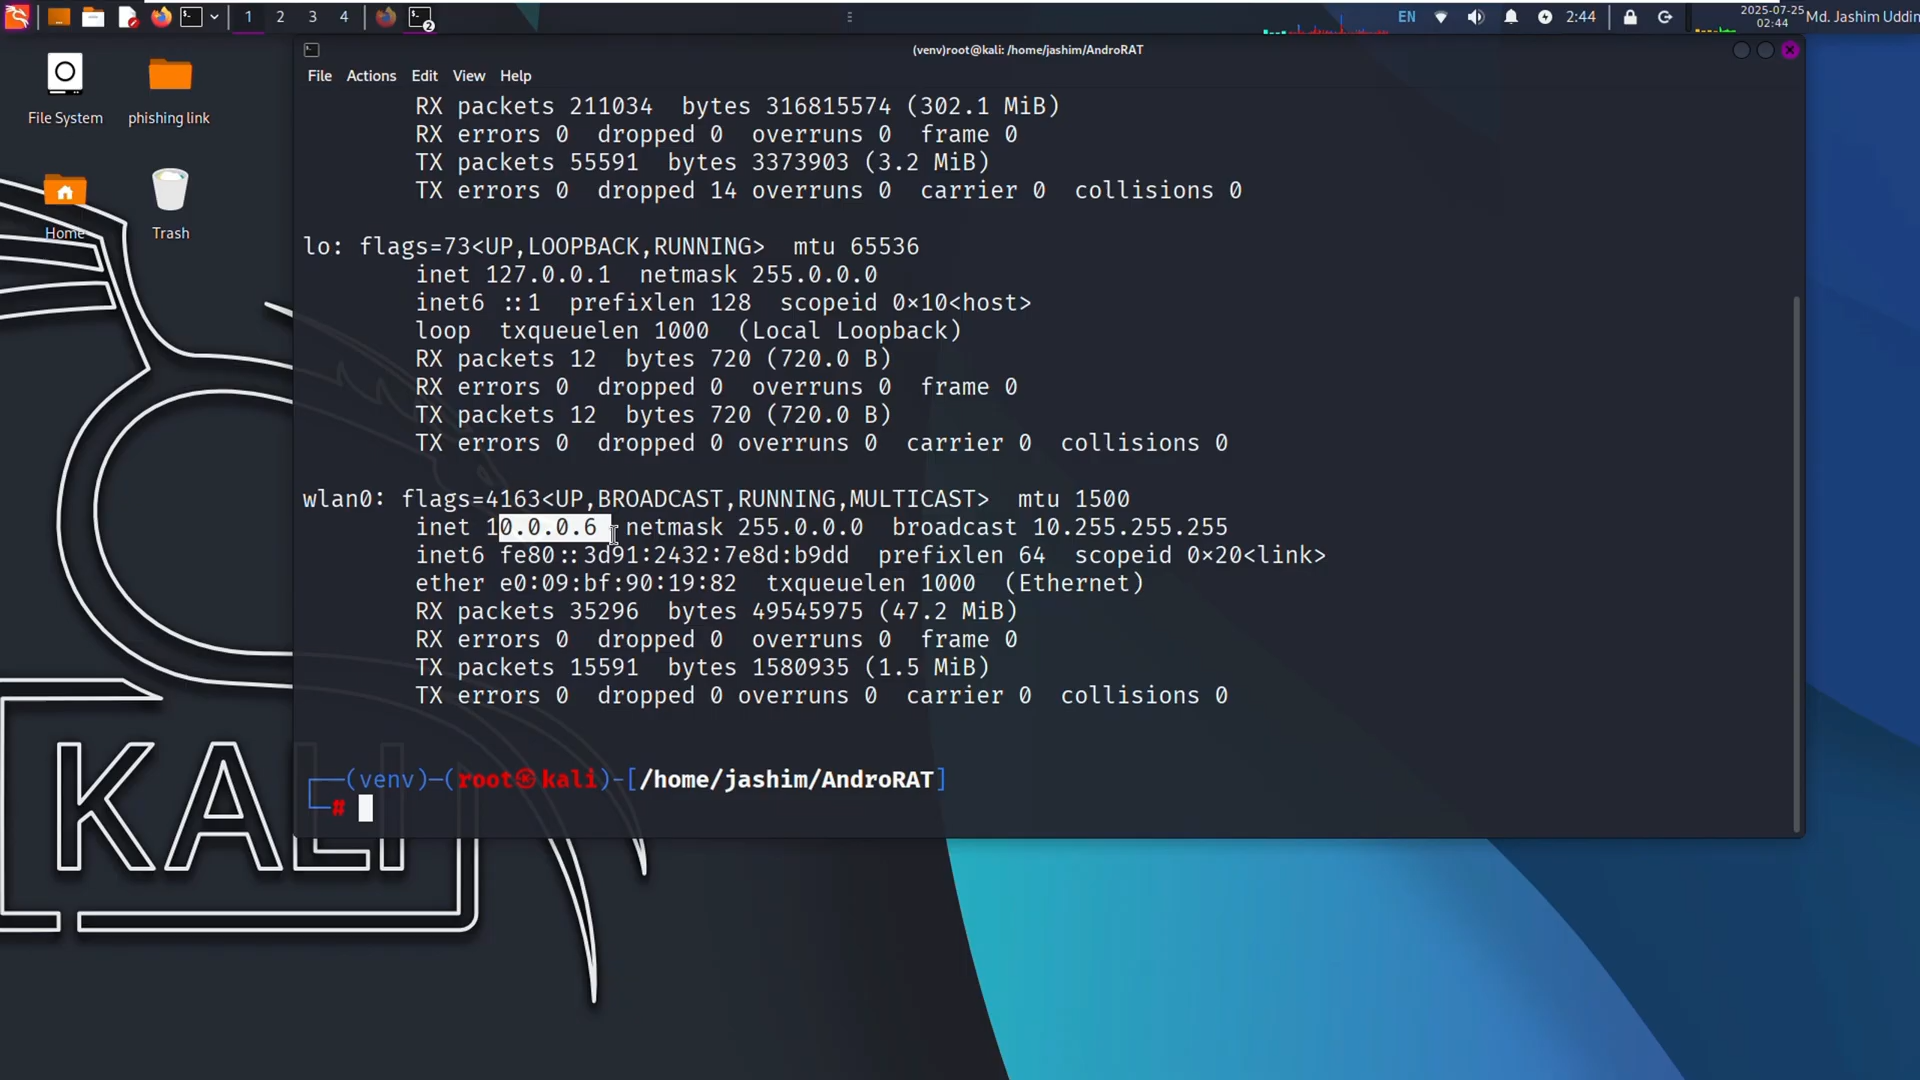 1 2 3 4
2
EN 2:44 2025-07-25 Md. Jashim Uddin
02:44
(venv)root@kali: /home/jashim/AndroRAT
File Actions Edit View Help
File System phishing link
Home Trash
RX packets 211034 bytes 316815574 (302.1 MiB)
RX errors 0 dropped 0 overruns 0 frame 0
TX packets 55591 bytes 3373903 (3.2 MiB)
TX errors 0 dropped 14 overruns 0 carrier 0 collisions 0
lo: flags=73<UP,LOOPBACK,RUNNING> mtu 65536
inet 127.0.0.1 netmask 255.0.0.0
inet6 ::1 prefixlen 128 scopeid 0×10<host>
loop txqueuelen 1000 (Local Loopback)
RX packets 12 bytes 720 (720.0 B)
RX errors 0 dropped 0 overruns 0 frame 0
TX packets 12 bytes 720 (720.0 B)
TX errors 0 dropped 0 overruns 0 carrier 0 collisions 0
wlan0: flags=4163<UP,BROADCAST,RUNNING,MULTICAST> mtu 1500
inet 10.0.0.6 netmask 255.0.0.0 broadcast 10.255.255.255
inet6 fe80::3d91:2432:7e8d:b9dd prefixlen 64 scopeid 0×20<link>
ether e0:09:bf:90:19:82 txqueuelen 1000 (Ethernet)
RX packets 35296 bytes 49545975 (47.2 MiB)
RX errors 0 dropped 0 overruns 0 frame 0
TX packets 15591 bytes 1580935 (1.5 MiB)
TX errors 0 dropped 0 overruns 0 carrier 0 collisions 0
(venv)-(root㉿kali)-[/home/jashim/AndroRAT]
#
KALI